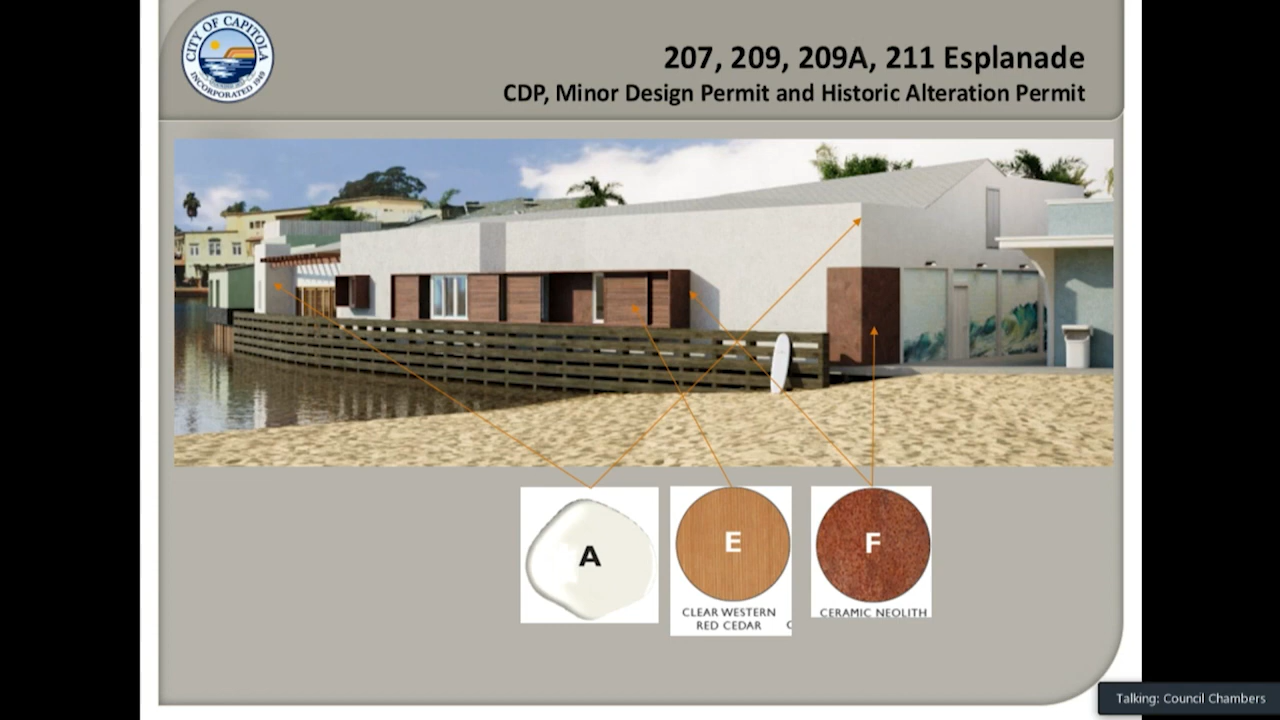 CITY OF CAPITOLA
INCORPORATED 1949
207, 209, 209A, 211 Esplanade
CDP, Minor Design Permit and Historic Alteration Permit
A
E
F
CLEAR WESTERN
RED CEDAR
CERAMIC NEOLITH
Talking: Council Chambers